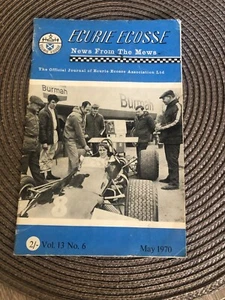 ECURIE ECOSSE
News From The Mews
The Official Journal of Ecurie Ecosse Association Ltd
Burmah
Burmah
8
2/- Vol. 13 No. 6 May 1970